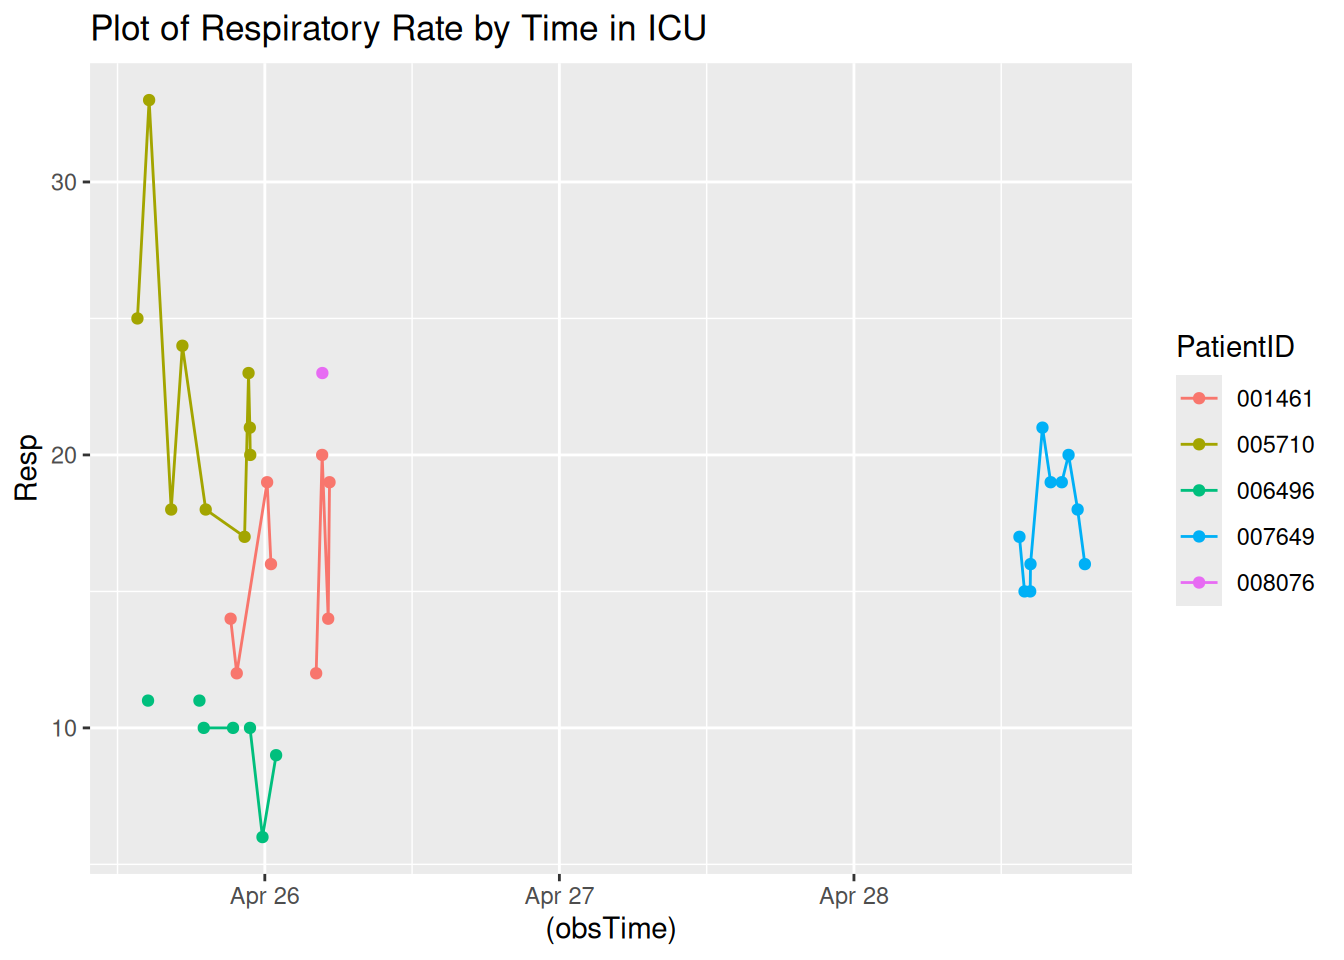 Plot of Respiratory Rate by Time in ICU
30
20
10
Resp
Apr 26
Apr 27
Apr 28
(obsTime)
PatientID
001461
005710
006496
007649
008076